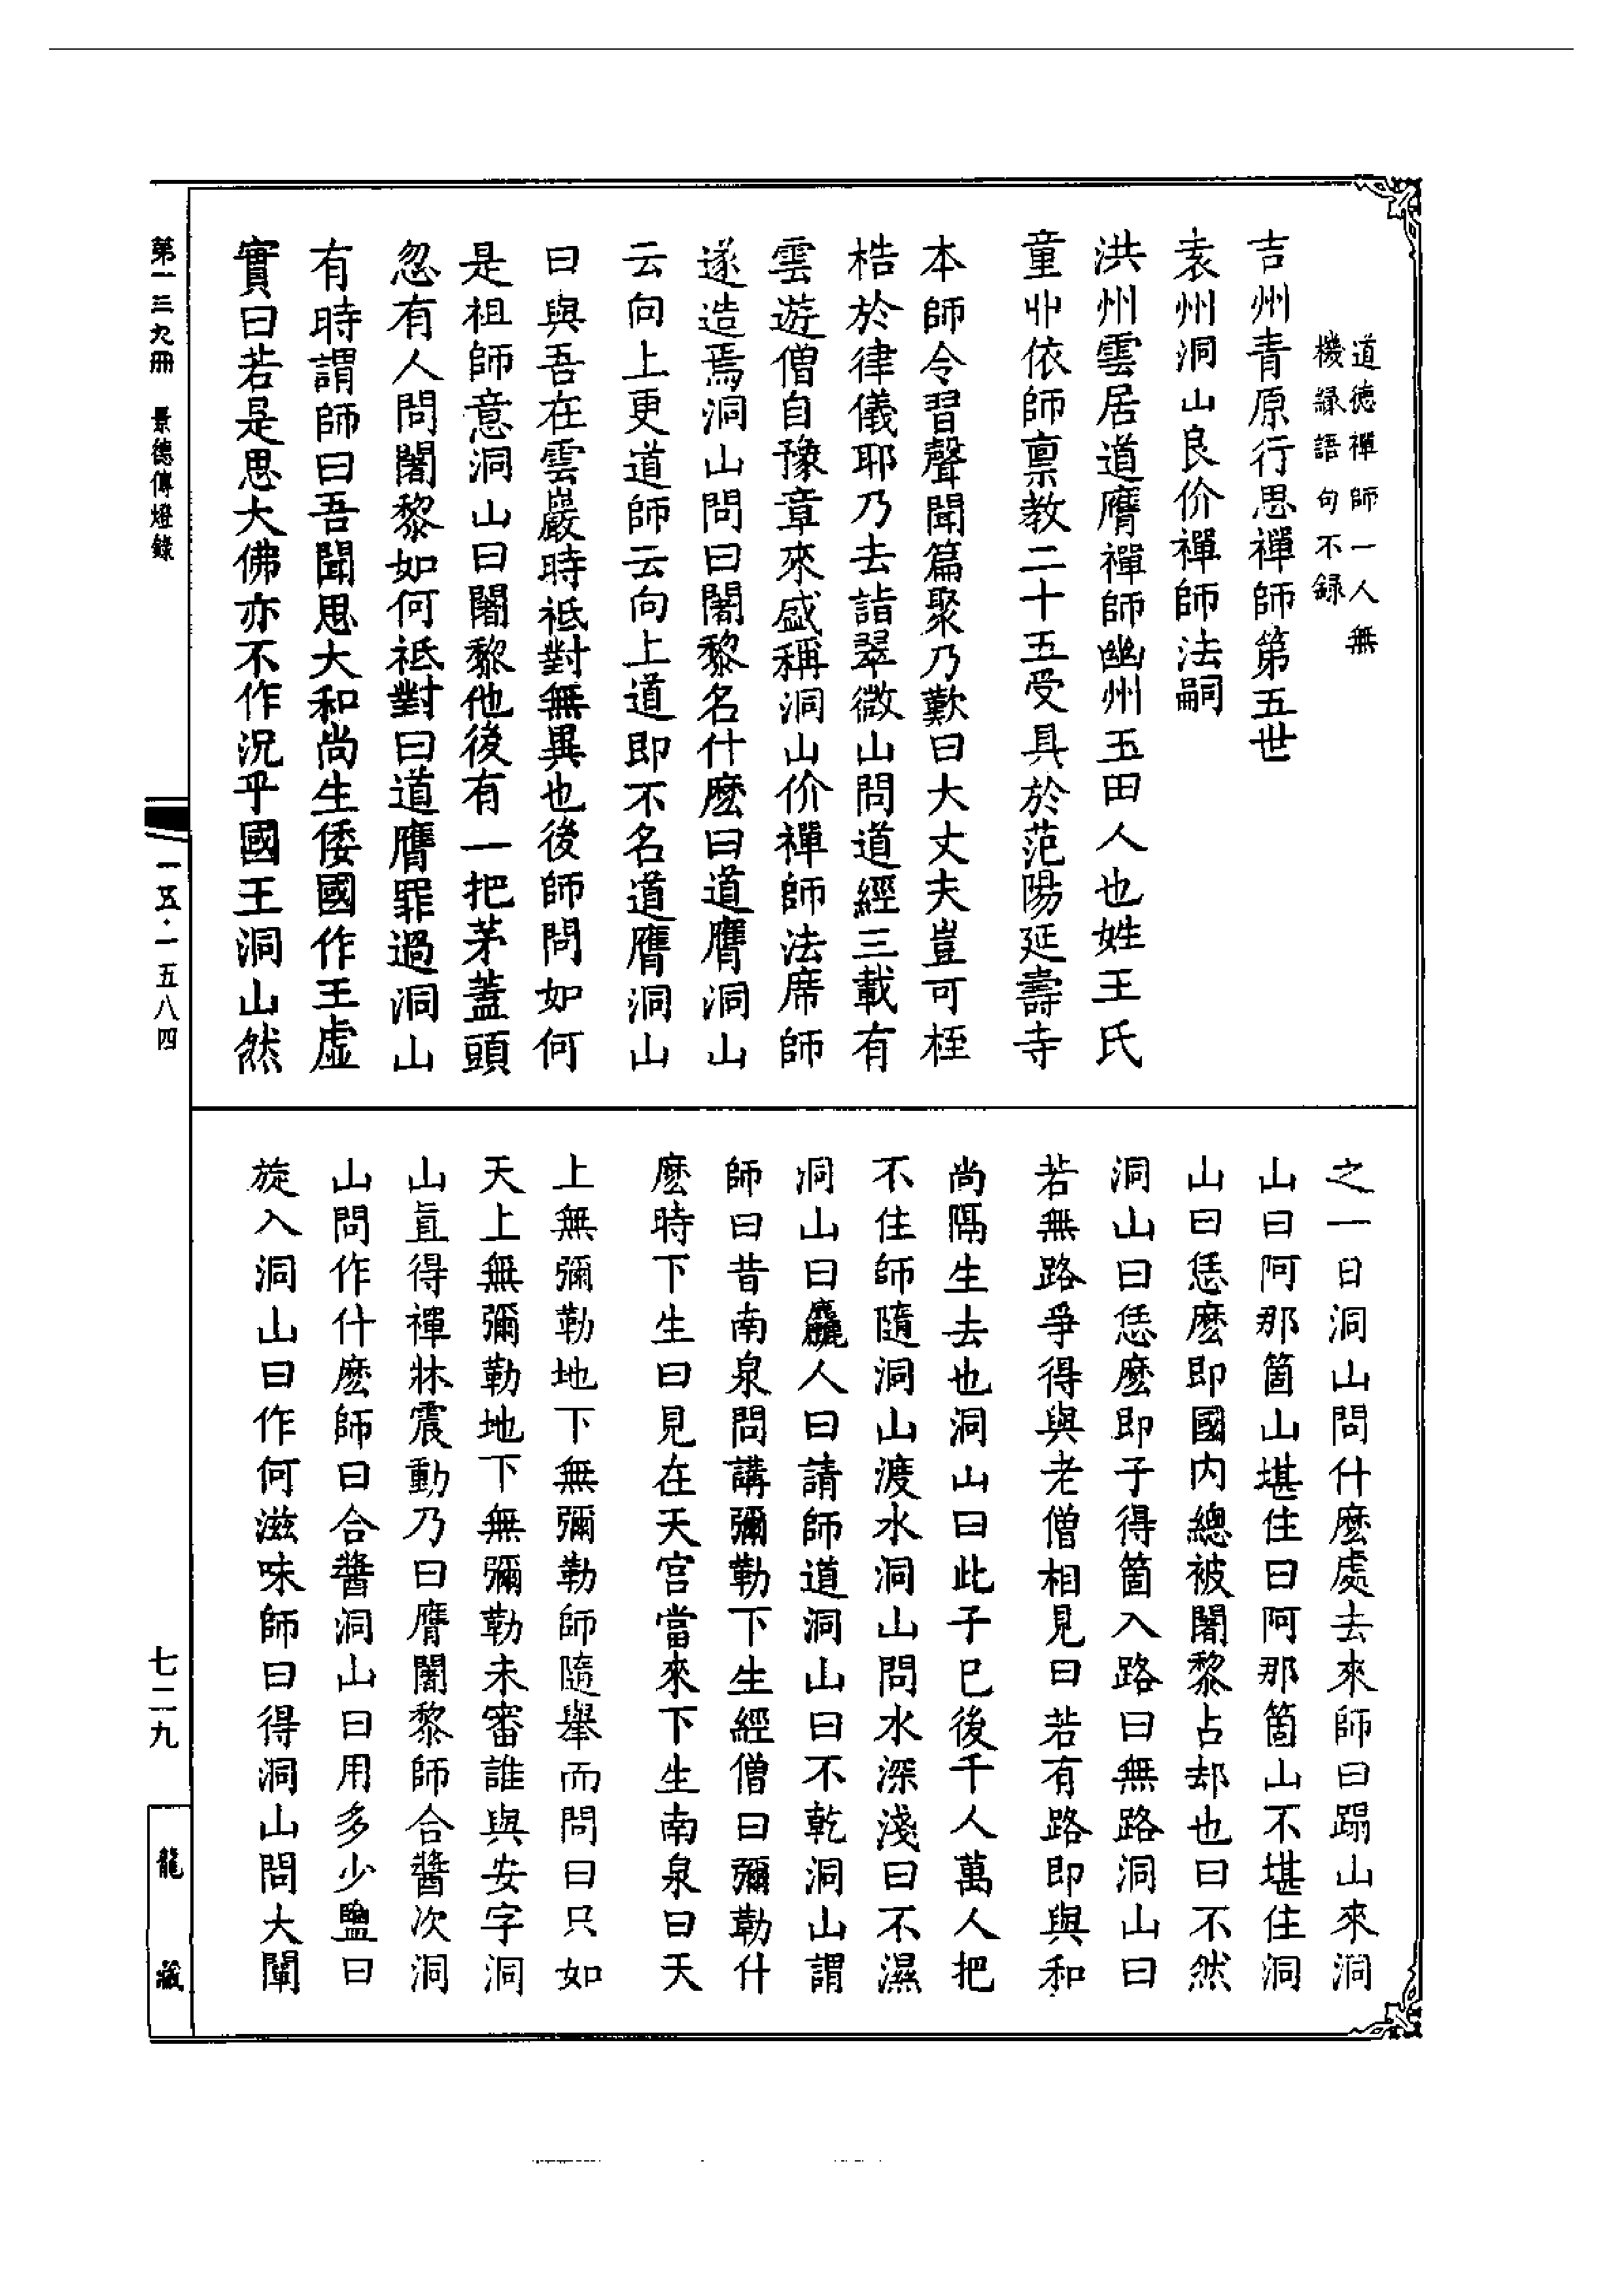 道德禪師一人無
機緣語句不録
吉州青原行思禪師第五世
袁州洞山良价禪師法嗣
洪州雲居道膺禪師幽州玉田人也姓王氏
童丱依師禀教二十五受具於范陽延壽寺
本師令習聲聞篇聚乃歎曰大丈夫豈可桎
梏於律儀耶乃去詣翠微山問道經三載有
雲遊僧自豫章來盛稱洞山价禪師法席師
遂造焉洞山問曰闍黎名什麽曰道膺洞山
云向上更道師云向上道即不名道膺洞山
曰與吾在雲巖時祗對無異也後師問如何
是祖師意洞山曰闍黎他後有一把茅蓋頭
忽有人問闍黎如何祗對曰道膺罪過洞山
有時謂師曰吾聞思大和尚生倭國作王虛
實曰若是思大佛亦不作況乎國王洞山然
之一日洞山問什麽處去來師曰蹋山來洞
山曰阿那箇山堪住曰阿那箇山不堪住洞
山曰恁麽即國内總被闍黎占却也曰不然
洞山曰恁麽即子得箇入路曰無路洞山曰
若無路爭得與老僧相見曰若有路即與和
尚隔生去也洞山曰此子已後千人萬人把
不住師隨洞山渡水洞山問水深淺曰不濕
洞山曰麤人曰請師道洞山曰不乾洞山謂
師曰昔南泉問講彌勒下生經僧曰彌勒什
麽時下生曰見在天宫當來下生南泉曰天
上無彌勒地下無彌勒師隨舉而問曰只如
天上無彌勒地下無彌勒未審誰與安字洞
山直得禪牀震動乃曰膺闍黎師合醬次洞
山問作什麽師曰合醬洞山曰用多少鹽曰
旋入洞山曰作何滋味師曰得洞山問大闡
第一三九冊 景德傳燈錄
一五·一五八四
七二九
龍藏